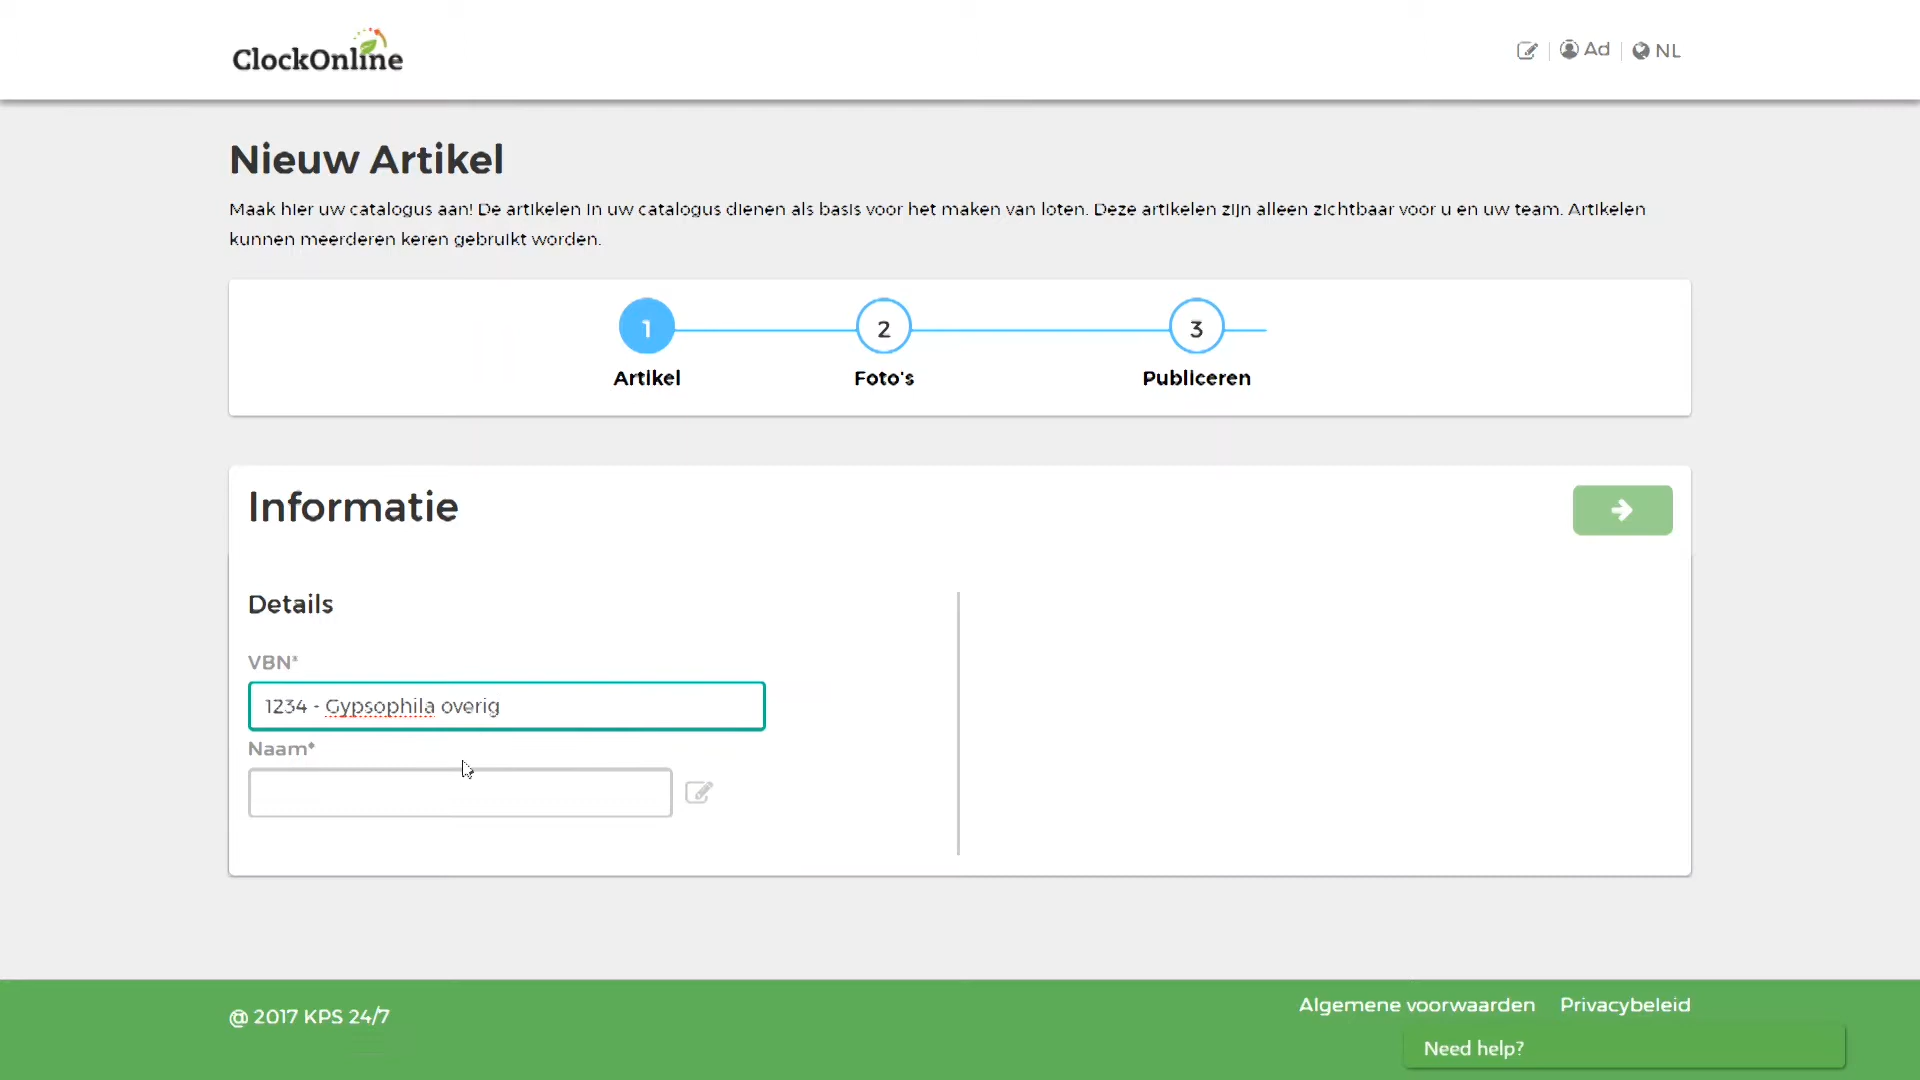 ClockOnline
Ad
NL
Nieuw Artikel
Maak hier uw catalogus aan! De artikelen in uw catalogus dienen als basis voor het maken van loten. Deze artikelen zijn alleen zichtbaar voor u en uw team. Artikelen
kunnen meerderen keren gebruikt worden.
1
2
3
Artikel
Foto's
Publiceren
Informatie
Details
VBN*
1234 - Gypsophila overig
Naam*
@ 2017 KPS 24/7
Algemene voorwaarden
Privacybeleid
Need help?